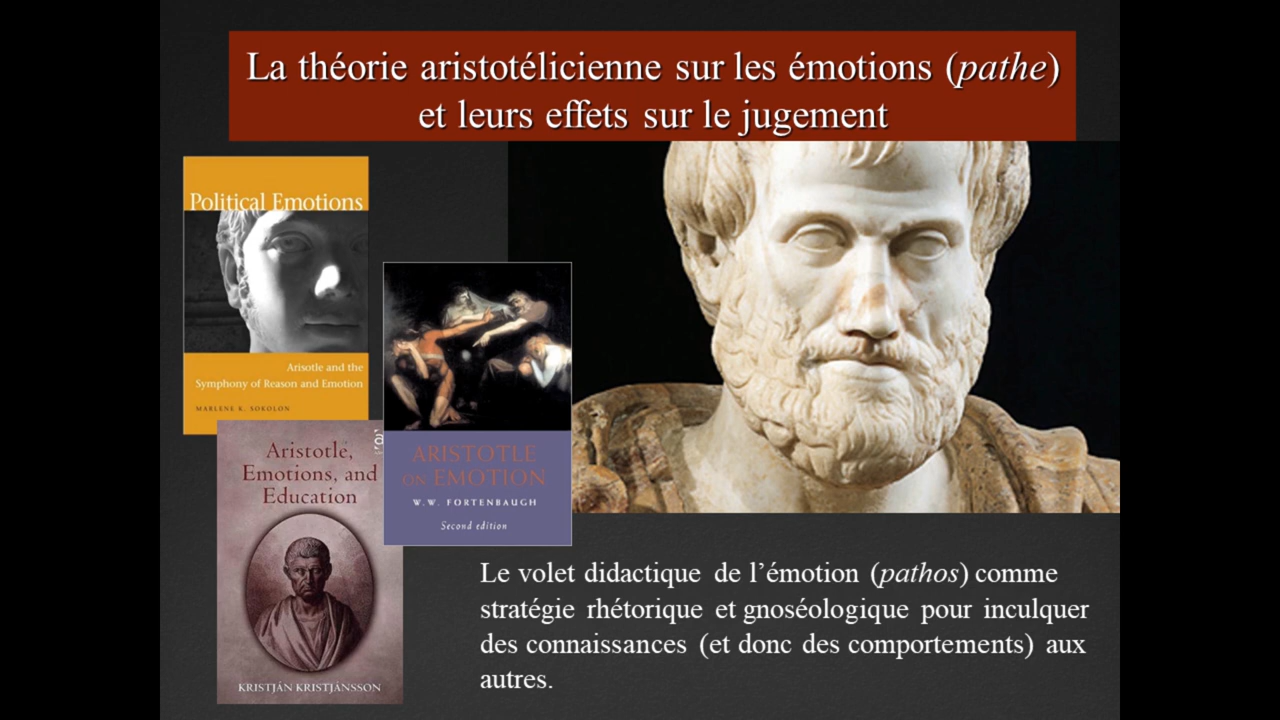 La théorie aristotélicienne sur les émotions (pathe)
et leurs effets sur le jugement
Political Emotions
Arisotle and the
Symphony of Reason and Emotion
MARLENE K. SOKOLON
ARISTOTLE
ON EMOTION
W.W. FORTENBAUGH
Second edition
Aristotle,
Emotions, and
Education
KRISTJÁN KRISTJÁNSSON
Le volet didactique de l’émotion (pathos) comme
stratégie rhétorique et gnoséologique pour inculquer
des connaissances (et donc des comportements) aux
autres.